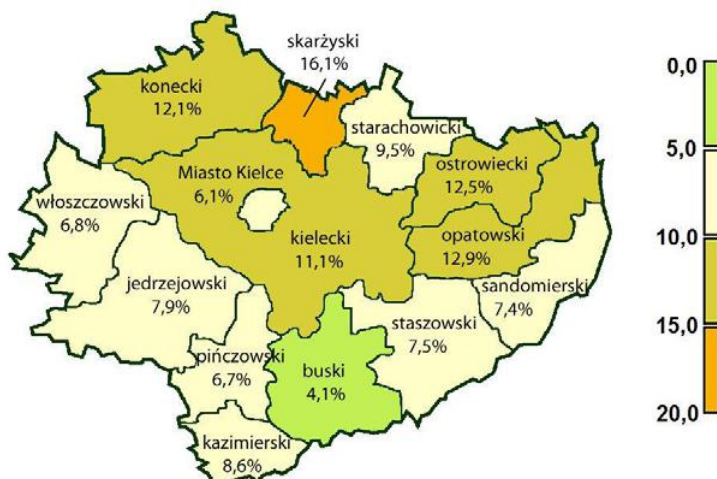 skarżyski
16,1%
konecki
12,1%
starachowicki
9,5%
ostrowiecki
12,5%
Miasto Kielce
6,1%
włoszczowski
6,8%
kielecki
11,1%
opatowski
12,9%
sandomierski
7,4%
jedrzejowski
7,9%
staszowski
7,5%
pińczowski
6,7%
buski
4,1%
kazimierski
8,6%
0,0
5,0
10,0
15,0
20,0